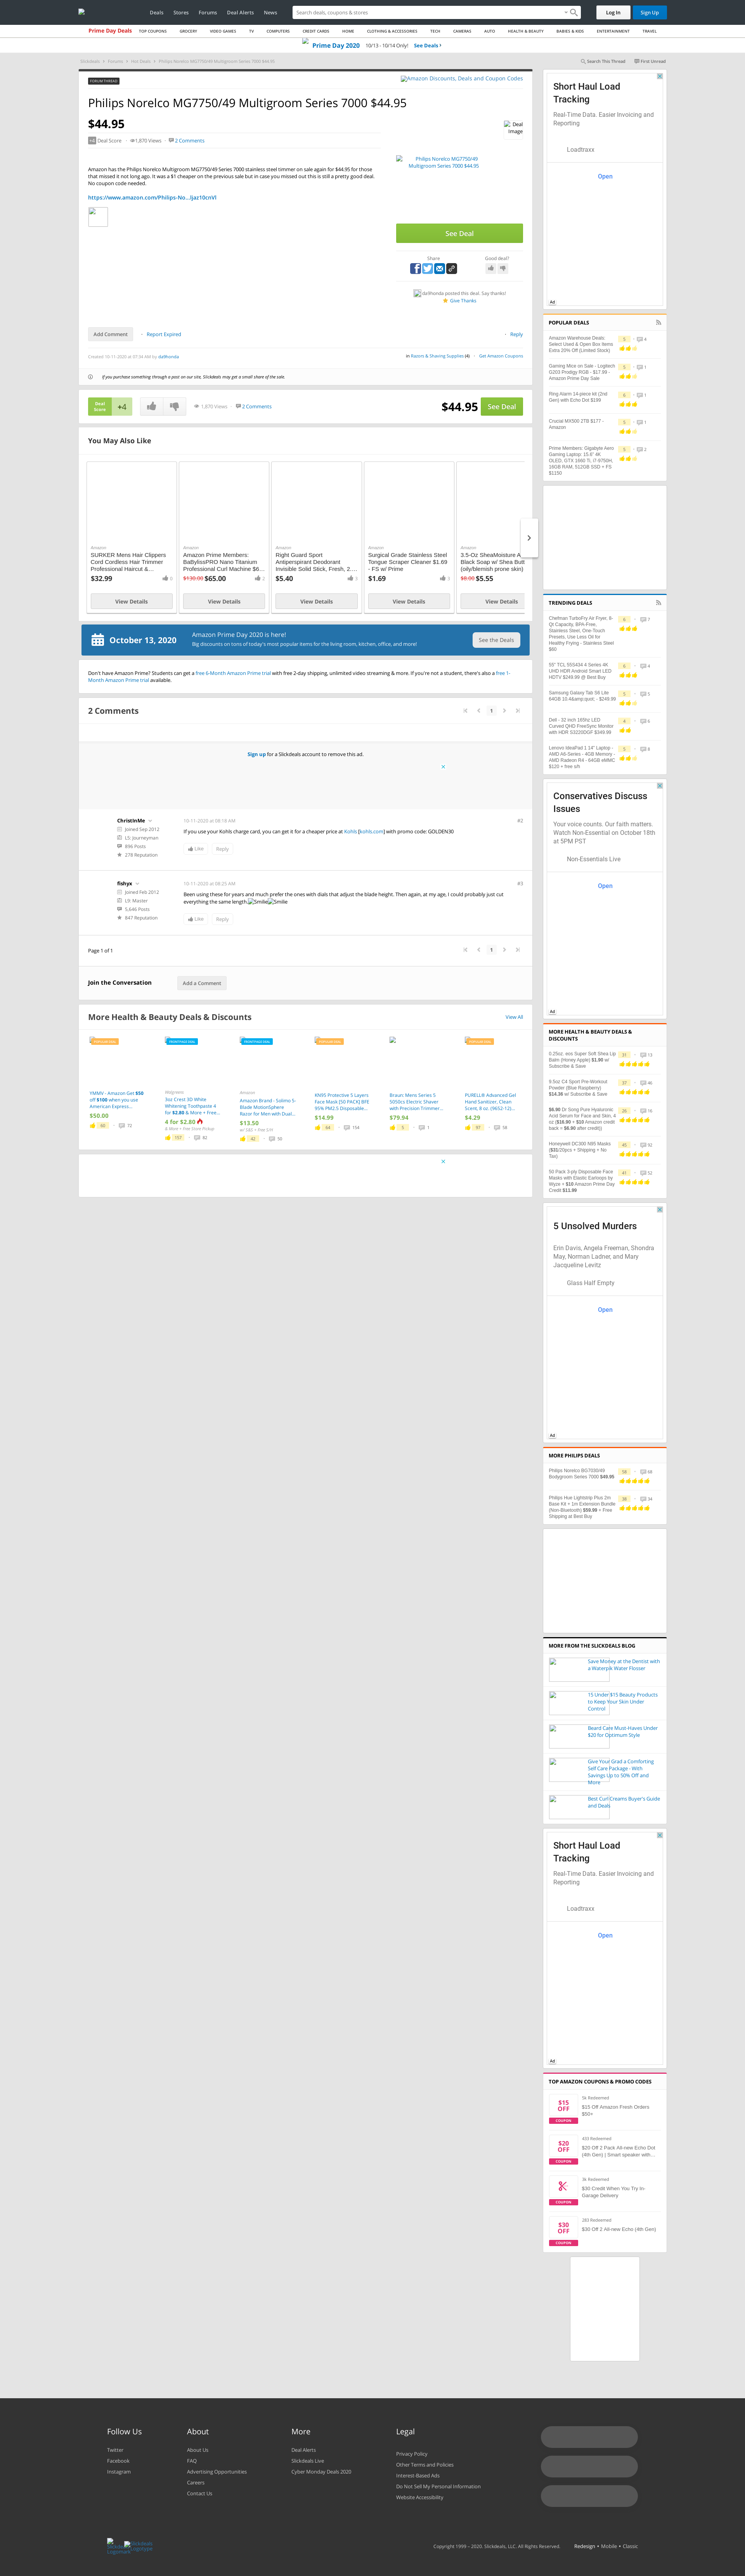 Deals Stores Forums Deal Alerts News
Search deals, coupons & stores
Log In Sign Up
Prime Day Deals TOP COUPONS GROCERY VIDEO GAMES TV COMPUTERS CREDIT CARDS HOME CLOTHING & ACCESSORIES TECH CAMERAS AUTO HEALTH & BEAUTY BABIES & KIDS ENTERTAINMENT TRAVEL
Prime Day 2020 10/13 - 10/14 Only! See Deals
Slickdeals Forums Hot Deals Philips Norelco MG7750/49 Multigroom Series 7000 $44.95
Search This Thread First Unread
FORUM THREAD
Amazon Discounts, Deals and Coupon Codes
Philips Norelco MG7750/49 Multigroom Series 7000 $44.95
$44.95
Deal Image
+4 Deal Score 1,870 Views 2 Comments
Philips Norelco MG7750/49
Multigroom Series 7000 $44.95
Amazon has the Philips Norelco Multigroom MG7750/49 Series 7000 stainless steel trimmer on sale again for $44.95 for those
that missed it not long ago. It was a $1 cheaper on the previous sale but in case you missed out this is still a pretty good deal.
No coupon code needed.
https://www.amazon.com/Philips-No...ljaz10cnVl
See Deal
Share Good deal?
daflhondu posted this deal. Say thanks!
Give Thanks
Add Comment Report Expired Reply
Created 10-11-2020 at 07:34 AM by daflhondu
in Razors & Shaving Supplies (4) Get Amazon Coupons
If you purchase something through a post on our site, Slickdeals may get a small share of the sale.
Deal Score +4 1,870 Views 2 Comments $44.95 See Deal
You May Also Like
Amazon
SURKER Mens Hair Clippers
Cord Cordless Hair Trimmer
Professional Haircut &...
$32.99 0
View Details
Amazon
Amazon Prime Members:
BaBylissPRO Nano Titanium
Professional Curl Machine $6...
$130.00 $65.00 2
View Details
Amazon
Right Guard Sport
Antiperspirant Deodorant
Invisible Solid Stick, Fresh, 2....
$5.40 3
View Details
Amazon
Surgical Grade Stainless Steel
Tongue Scraper Cleaner $1.69
- FS w/ Prime
$1.69 3
View Details
Amazon
3.5-Oz SheaMoisture A
Black Soap w/ Shea Butt
(oily/blemish prone skin)
$8.00 $5.55
View Details
October 13, 2020
Amazon Prime Day 2020 is here!
Big discounts on tons of today's most popular items for the living room, kitchen, office, and more!
See the Deals
Don't have Amazon Prime? Students can get a free 6-Month Amazon Prime trial with free 2-day shipping, unlimited video streaming & more. If you're not a student, there's also a free 1-
Month Amazon Prime trial available.
2 Comments 1
Sign up for a Slickdeals account to remove this ad.
ChristInMe
Joined Sep 2012
L5: Journeyman
896 Posts
278 Reputation
10-11-2020 at 08:18 AM #2
If you use your Kohls charge card, you can get it for a cheaper price at Kohls [kohls.com] with promo code: GOLDEN30
Like Reply
fishyx
Joined Feb 2012
L9: Master
5,646 Posts
847 Reputation
10-11-2020 at 08:25 AM #3
Been using these for years and much prefer the ones with dials that adjust the blade height. Then again, at my age, I could probably just cut
everything the same length. Smilie Smilie
Like Reply
Page 1 of 1 1
Join the Conversation Add a Comment
More Health & Beauty Deals & Discounts View All
POPULAR DEAL
YMMV - Amazon Get $50
off $100 when you use
American Express...
$50.00
60 72
FRONTPAGE DEAL
Walgreens
3oz Crest 3D White
Whitening Toothpaste 4
for $2.80 & More + Free...
4 for $2.80
& More + Free Store Pickup
157 82
FRONTPAGE DEAL
Amazon
Amazon Brand - Solimo 5-
Blade MotionSphere
Razor for Men with Dual...
$13.50
w/ S&S + Free S/H
42 50
POPULAR DEAL
KN95 Protective 5 Layers
Face Mask [50 PACK] BFE
95% PM2.5 Disposable...
$14.99
64 154
Braun: Mens Series 5
5050cs Electric Shaver
with Precision Trimmer...
$79.94
5 1
POPULAR DEAL
PURELL® Advanced Gel
Hand Sanitizer, Clean
Scent, 8 oz. (9652-12)...
$4.29
97 58
Short Haul Load
Tracking
Real-Time Data. Easier Invoicing and
Reporting
Loadtraxx
Open
Ad
POPULAR DEALS
Amazon Warehouse Deals:
Select Used & Open Box Items
Extra 20% Off (Limited Stock)
5 4
Gaming Mice on Sale - Logitech
G203 Prodigy RGB - $17.99 -
Amazon Prime Day Sale
5 1
Ring Alarm 14-piece kit (2nd
Gen) with Echo Dot $199
6 1
Crucial MX500 2TB $177 -
Amazon
5 1
Prime Members: Gigabyte Aero
Gaming Laptop: 15.6" 4K
OLED, GTX 1660 Ti, i7-9750H,
16GB RAM, 512GB SSD + FS
$1150
5 2
TRENDING DEALS
Chefman TurboFry Air Fryer, 8-
Qt Capacity, BPA-Free,
Stainless Steel, One-Touch
Presets, Use Less Oil for
Healthy Frying - Stainless Steel
$60
6 7
55" TCL 55S434 4 Series 4K
UHD HDR Android Smart LED
HDTV $249.99 @ Best Buy
6 4
Samsung Galaxy Tab S6 Lite
64GB 10.4&amp;quot; - $249.99
5 5
Dell - 32 inch 165hz LED
Curved QHD FreeSync Monitor
with HDR S3220DGF $349.99
4 6
Lenovo IdeaPad 1 14" Laptop -
AMD A6-Series - 4GB Memory -
AMD Radeon R4 - 64GB eMMC
$120 + free s/h
5 8
Conservatives Discuss
Issues
Your voice counts. Our faith matters.
Watch Non-Essential on October 18th
at 5PM PST
Non-Essentials Live
Open
Ad
MORE HEALTH & BEAUTY DEALS &
DISCOUNTS
0.25oz. eos Super Soft Shea Lip
Balm (Honey Apple) $1.90 w/
Subscribe & Save
31 13
9.5oz C4 Sport Pre-Workout
Powder (Blue Raspberry)
$14.36 w/ Subscribe & Save
37 46
$6.90 Dr Song Pure Hyaluronic
Acid Serum for Face and Skin, 4
oz ($16.90 + $10 Amazon credit
back = $6.90 after credit))
26 16
Honeywell DC300 N95 Masks
($31/20pcs + Shipping + No
Tax)
45 92
50 Pack 3-ply Disposable Face
Masks with Elastic Earloops by
Wyze + $10 Amazon Prime Day
Credit $11.99
41 52
5 Unsolved Murders
Erin Davis, Angela Freeman, Shondra
May, Norman Ladner, and Mary
Jacqueline Levitz
Glass Half Empty
Open
Ad
MORE PHILIPS DEALS
Philips Norelco BG7030/49
Bodygroom Series 7000 $49.95
58 68
Philips Hue Lightstrip Plus 2m
Base Kit + 1m Extension Bundle
(Non-Bluetooth) $59.99 + Free
Shipping at Best Buy
38 34
MORE FROM THE SLICKDEALS BLOG
Save Money at the Dentist with
a Waterpik Water Flosser
15 Under $15 Beauty Products
to Keep Your Skin Under
Control
Beard Care Must-Haves Under
$20 for Optimum Style
Give Your Grad a Comforting
Self Care Package - With
Savings Up to 50% Off and
More
Best Curl Creams Buyer's Guide
and Deals
Short Haul Load
Tracking
Real-Time Data. Easier Invoicing and
Reporting
Loadtraxx
Open
Ad
TOP AMAZON COUPONS & PROMO CODES
$15 OFF COUPON
5k Redeemed
$15 Off Amazon Fresh Orders
$50+
$20 OFF COUPON
433 Redeemed
$20 Off 2 Pack All-new Echo Dot
(4th Gen) | Smart speaker with...
COUPON
3k Redeemed
$30 Credit When You Try In-
Garage Delivery
$30 OFF COUPON
283 Redeemed
$30 Off 2 All-new Echo (4th Gen)
Follow Us
Twitter
Facebook
Instagram
About
About Us
FAQ
Advertising Opportunities
Careers
Contact Us
More
Deal Alerts
Slickdeals Live
Cyber Monday Deals 2020
Legal
Privacy Policy
Other Terms and Policies
Interest-Based Ads
Do Not Sell My Personal Information
Website Accessibility
Slickdeals Logomark Slickdeals Logotype
Copyright 1999 - 2020. Slickdeals, LLC. All Rights Reserved. Redesign • Mobile • Classic